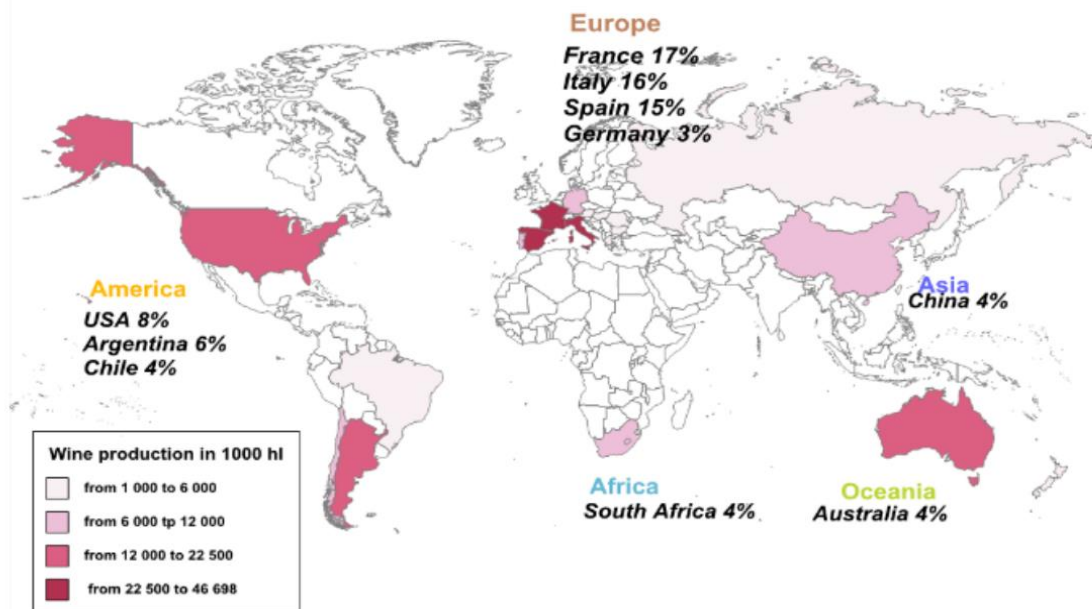 Europe
France 17%
Italy 16%
Spain 15%
Germany 3%
America
USA 8%
Argentina 6%
Chile 4%
Asia
China 4%
Africa
South Africa 4%
Oceania
Australia 4%
Wine production in 1000 hl
from 1 000 to 6 000
from 6 000 tp 12 000
from 12 000 to 22 500
from 22 500 to 46 698